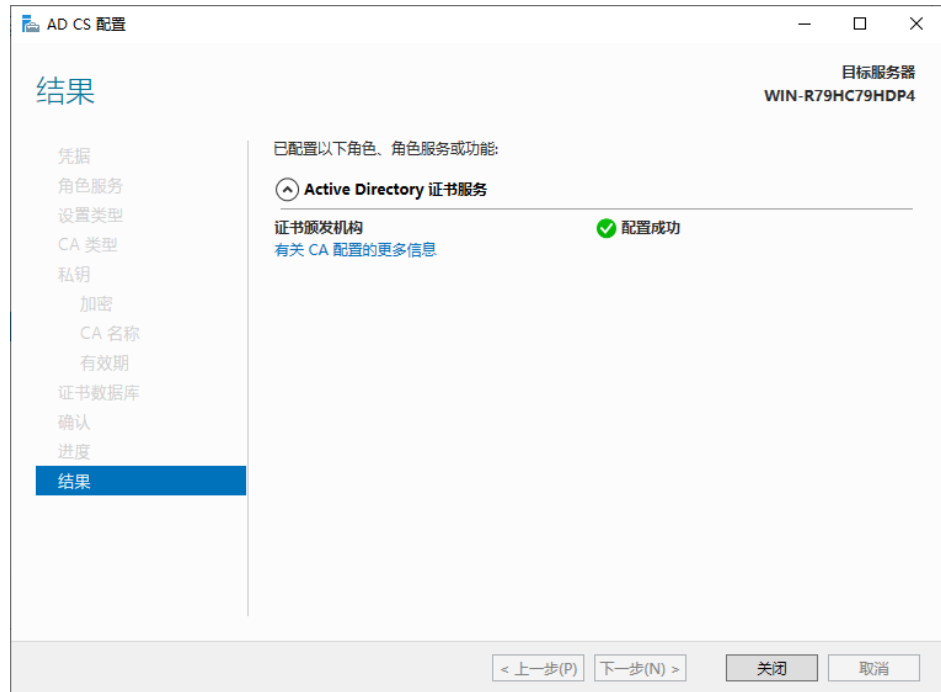 AD CS 配置
结果
目标服务器
WIN-R79HC79HDP4
凭据
角色服务
设置类型
CA 类型
私钥
加密
CA 名称
有效期
证书数据库
确认
进度
结果
已配置以下角色、角色服务或功能:
Active Directory 证书服务
证书颁发机构 配置成功
有关 CA 配置的更多信息
< 上一步(P) 下一步(N) > 关闭 取消